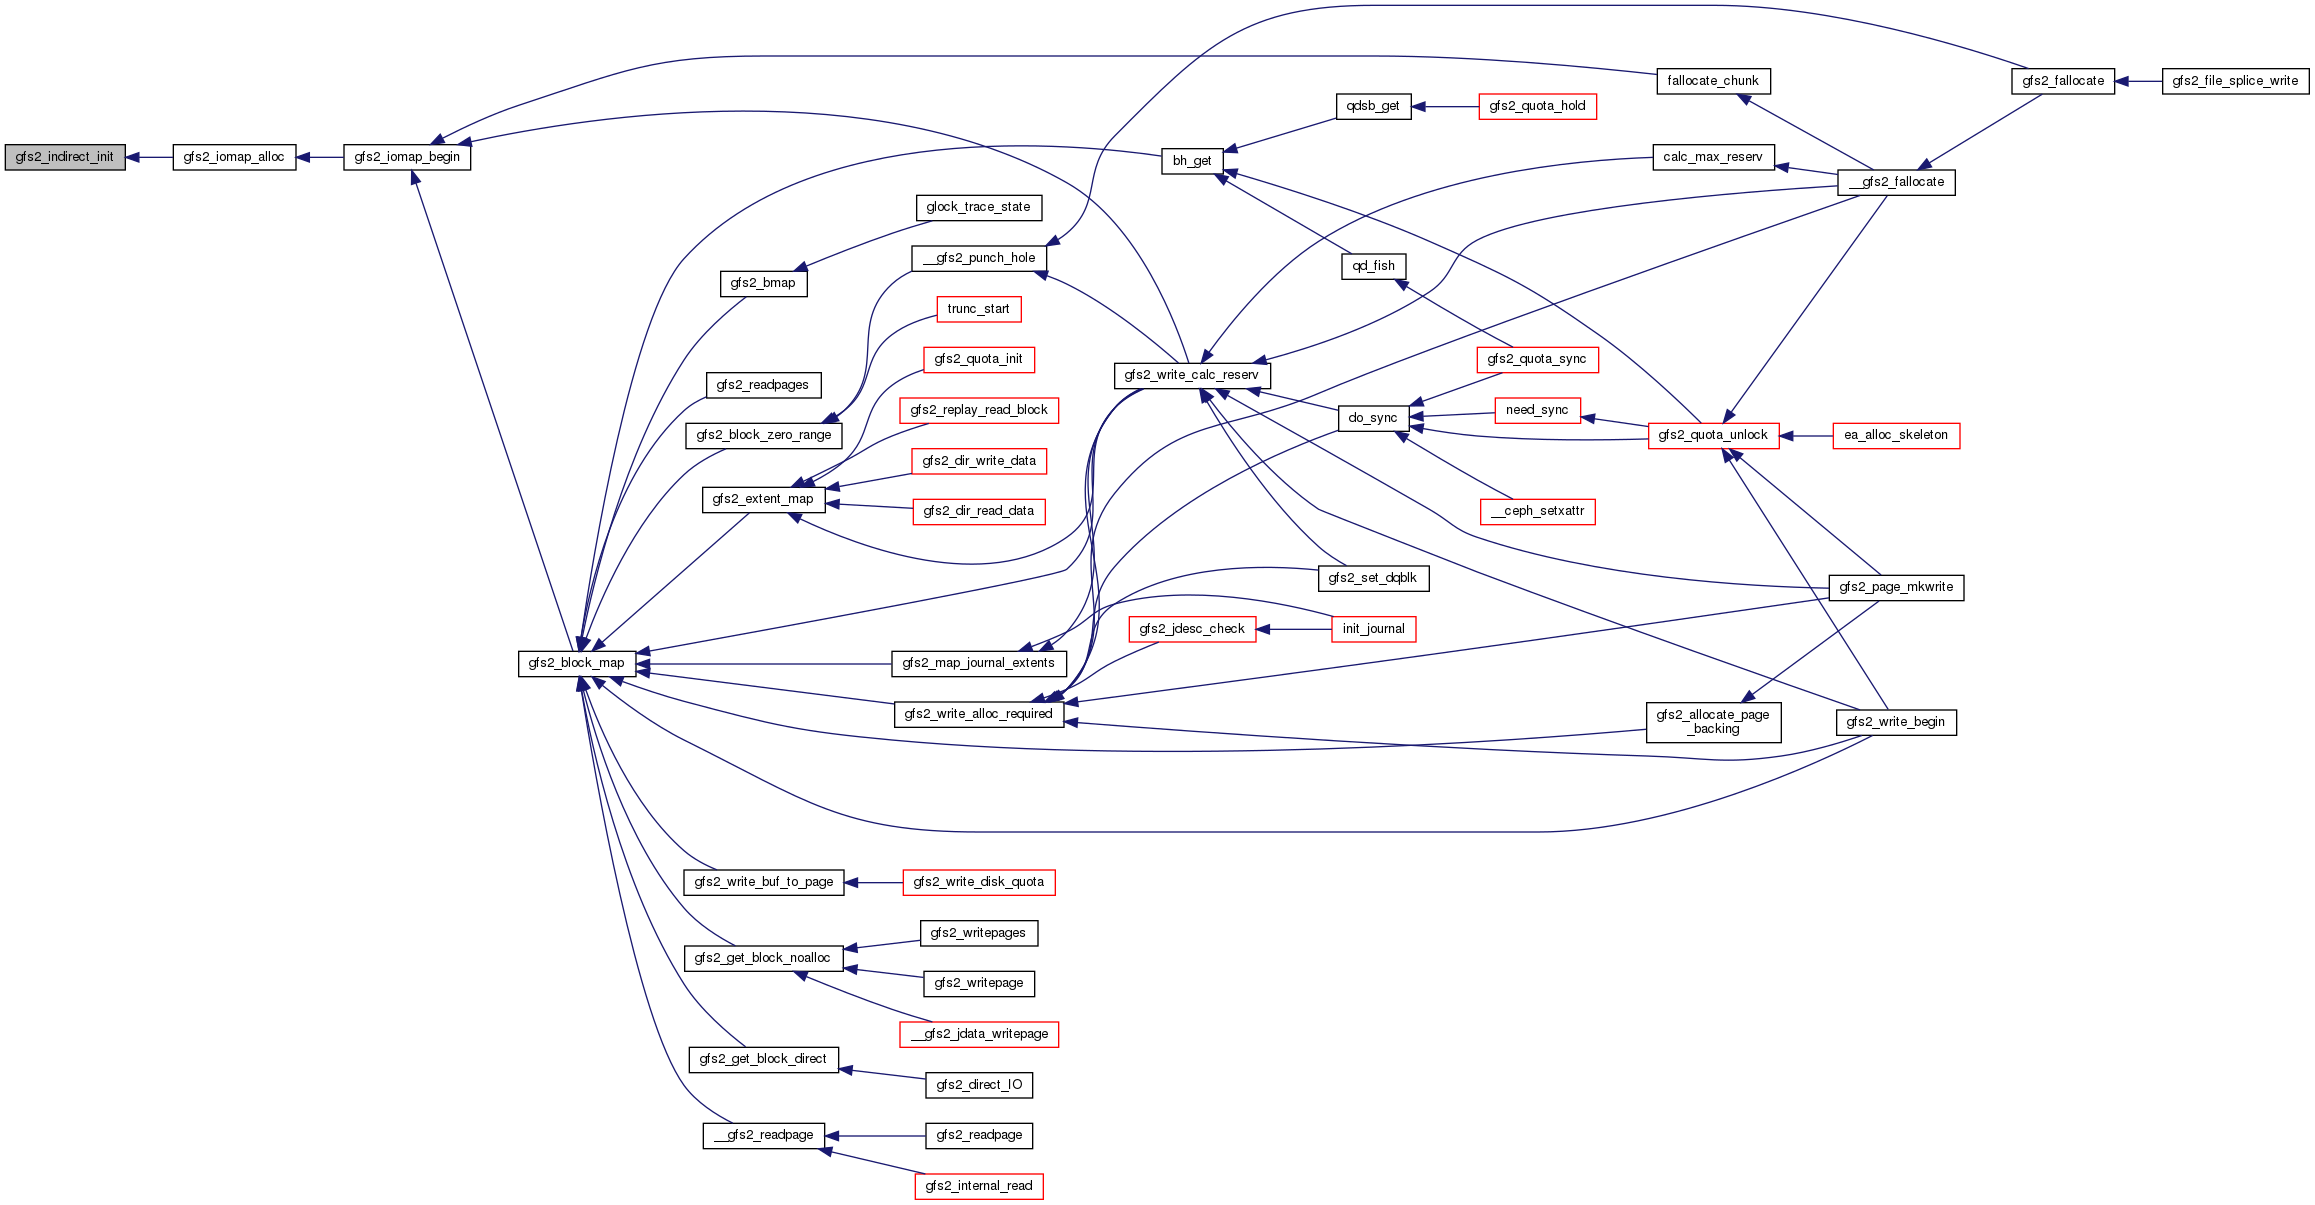 gfs2_indirect_init
gfs2_iomap_alloc
gfs2_iomap_begin
gfs2_block_map
gfs2_bmap
gfs2_readpages
gfs2_block_zero_range
gfs2_extent_map
gfs2_write_buf_to_page
gfs2_get_block_noalloc
gfs2_get_block_direct
__gfs2_readpage
glock_trace_state
__gfs2_punch_hole
trunc_start
gfs2_quota_init
gfs2_replay_read_block
gfs2_dir_write_data
gfs2_dir_read_data
gfs2_map_journal_extents
gfs2_write_alloc_required
gfs2_write_disk_quota
gfs2_writepages
gfs2_writepage
__gfs2_jdata_writepage
gfs2_direct_IO
gfs2_readpage
gfs2_internal_read
bh_get
gfs2_write_calc_reserv
gfs2_jdesc_check
qdsb_get
qd_fish
do_sync
gfs2_set_dqblk
init_journal
gfs2_quota_hold
gfs2_quota_sync
need_sync
__ceph_setxattr
fallocate_chunk
calc_max_reserv
gfs2_quota_unlock
gfs2_allocate_page
_backing
__gfs2_fallocate
ea_alloc_skeleton
gfs2_page_mkwrite
gfs2_write_begin
gfs2_fallocate
gfs2_file_splice_write